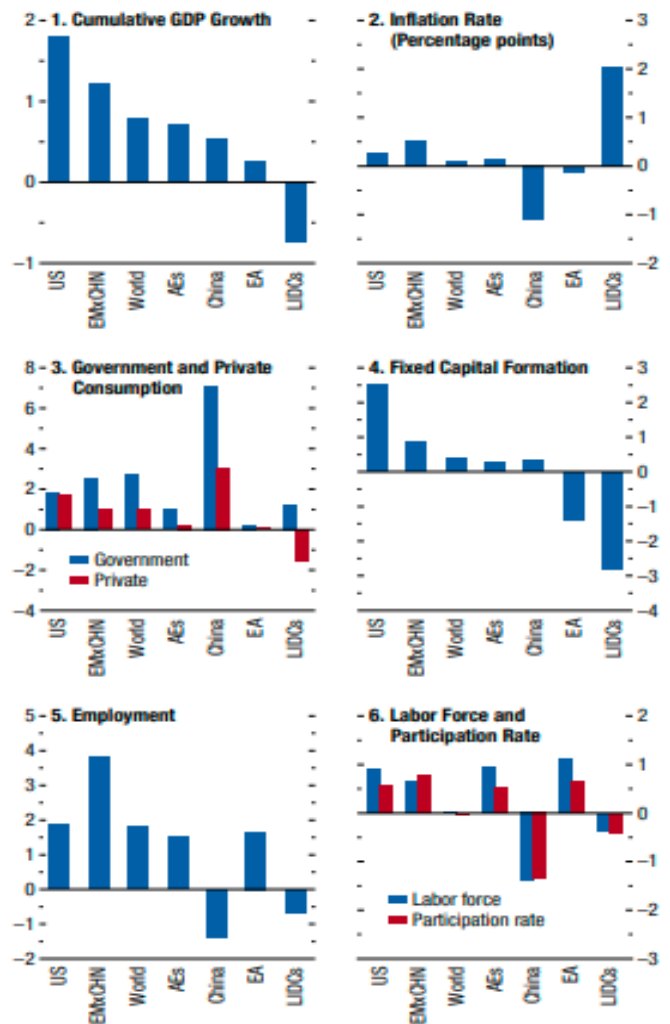 1. Cumulative GDP Growth
2
1
0
−1
US
EMxCHN
World
AEs
China
EA
LIDCs
2. Inflation Rate
(Percentage points)
3
2
1
0
−1
−2
US
EMxCHN
World
AEs
China
EA
LIDCs
3. Government and Private
Consumption
8
6
4
2
0
−2
−4
Government
Private
US
EMxCHN
World
AEs
China
EA
LIDCs
4. Fixed Capital Formation
3
2
1
0
−1
−2
−3
−4
US
EMxCHN
World
AEs
China
EA
LIDCs
5. Employment
5
4
3
2
1
0
−1
−2
US
EMxCHN
World
AEs
China
EA
LIDCs
6. Labor Force and
Participation Rate
2
1
0
−1
−2
−3
Labor force
Participation rate
US
EMxCHN
World
AEs
China
EA
LIDCs